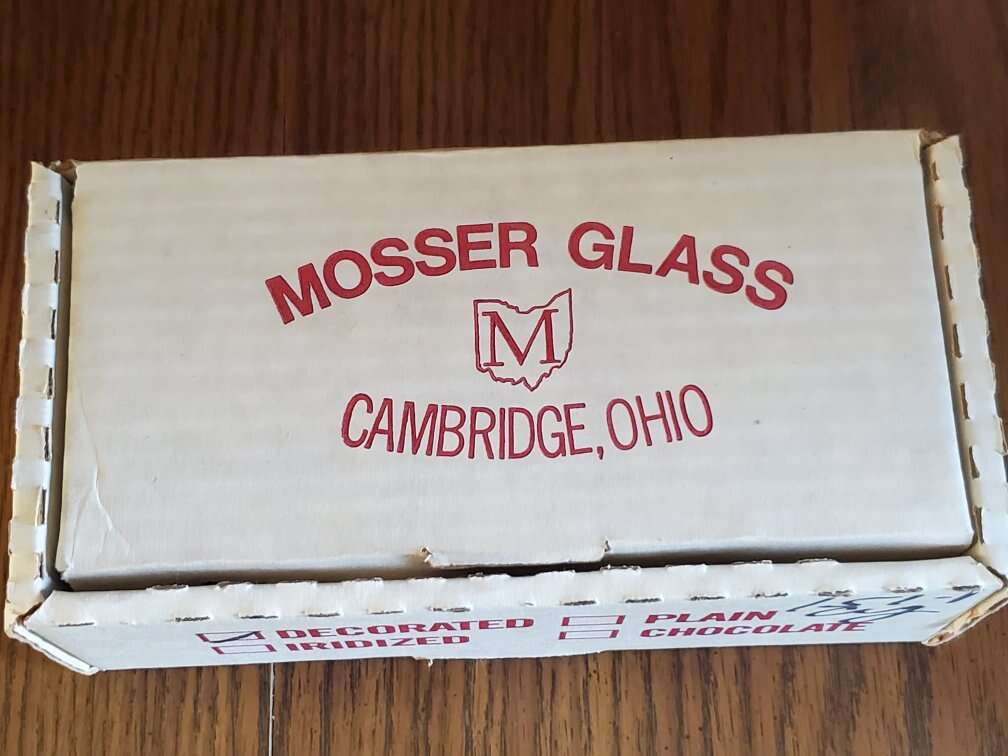 MOSSER GLASS
M
CAMBRIDGE, OHIO
DECORATED PLAIN
IRIDIZED CHOCOLATE